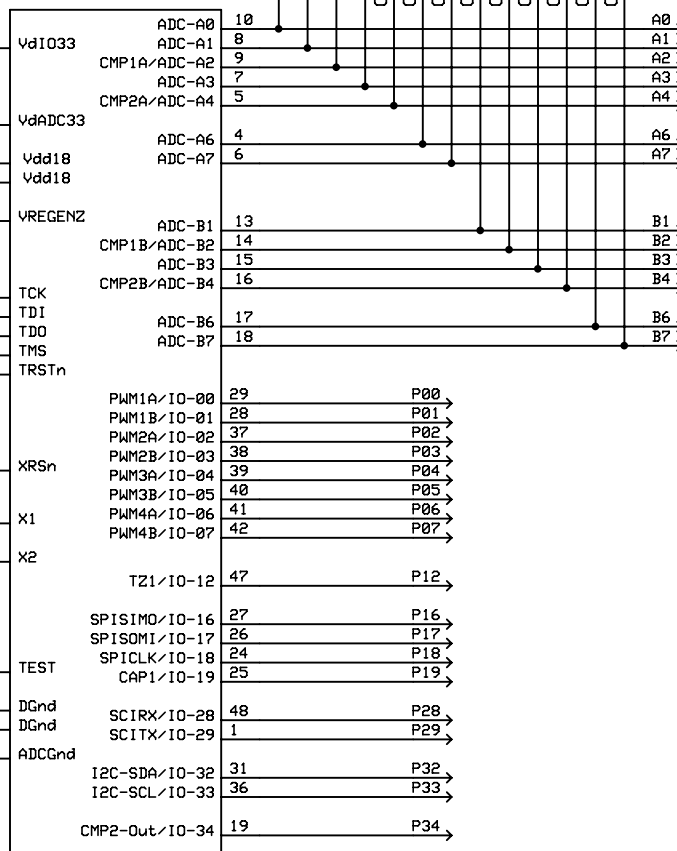 ADC-A0 10 A0
VdIO33 ADC-A1 8 A1
CMP1A/ADC-A2 9 A2
ADC-A3 7 A3
CMP2A/ADC-A4 5 A4
VdADC33
ADC-A6 4 A6
Vdd18 ADC-A7 6 A7
Vdd18
VREGENZ
ADC-B1 13 B1
CMP1B/ADC-B2 14 B2
ADC-B3 15 B3
CMP2B/ADC-B4 16 B4
TCK
TDI
ADC-B6 17 B6
TDO
ADC-B7 18 B7
TMS
TRSTn
PWM1A/IO-00 29 P00
PWM1B/IO-01 28 P01
PWM2A/IO-02 37 P02
PWM2B/IO-03 38 P03
XRSn
PWM3A/IO-04 39 P04
PWM3B/IO-05 40 P05
X1 PWM4A/IO-06 41 P06
PWM4B/IO-07 42 P07
X2
TZ1/IO-12 47 P12
SPISIMO/IO-16 27 P16
SPISOMI/IO-17 26 P17
SPICLK/IO-18 24 P18
TEST CAP1/IO-19 25 P19
DGnd
SCIRX/IO-28 48 P28
DGnd
SCITX/IO-29 1 P29
ADCGnd
I2C-SDA/IO-32 31 P32
I2C-SCL/IO-33 36 P33
CMP2-Out/IO-34 19 P34